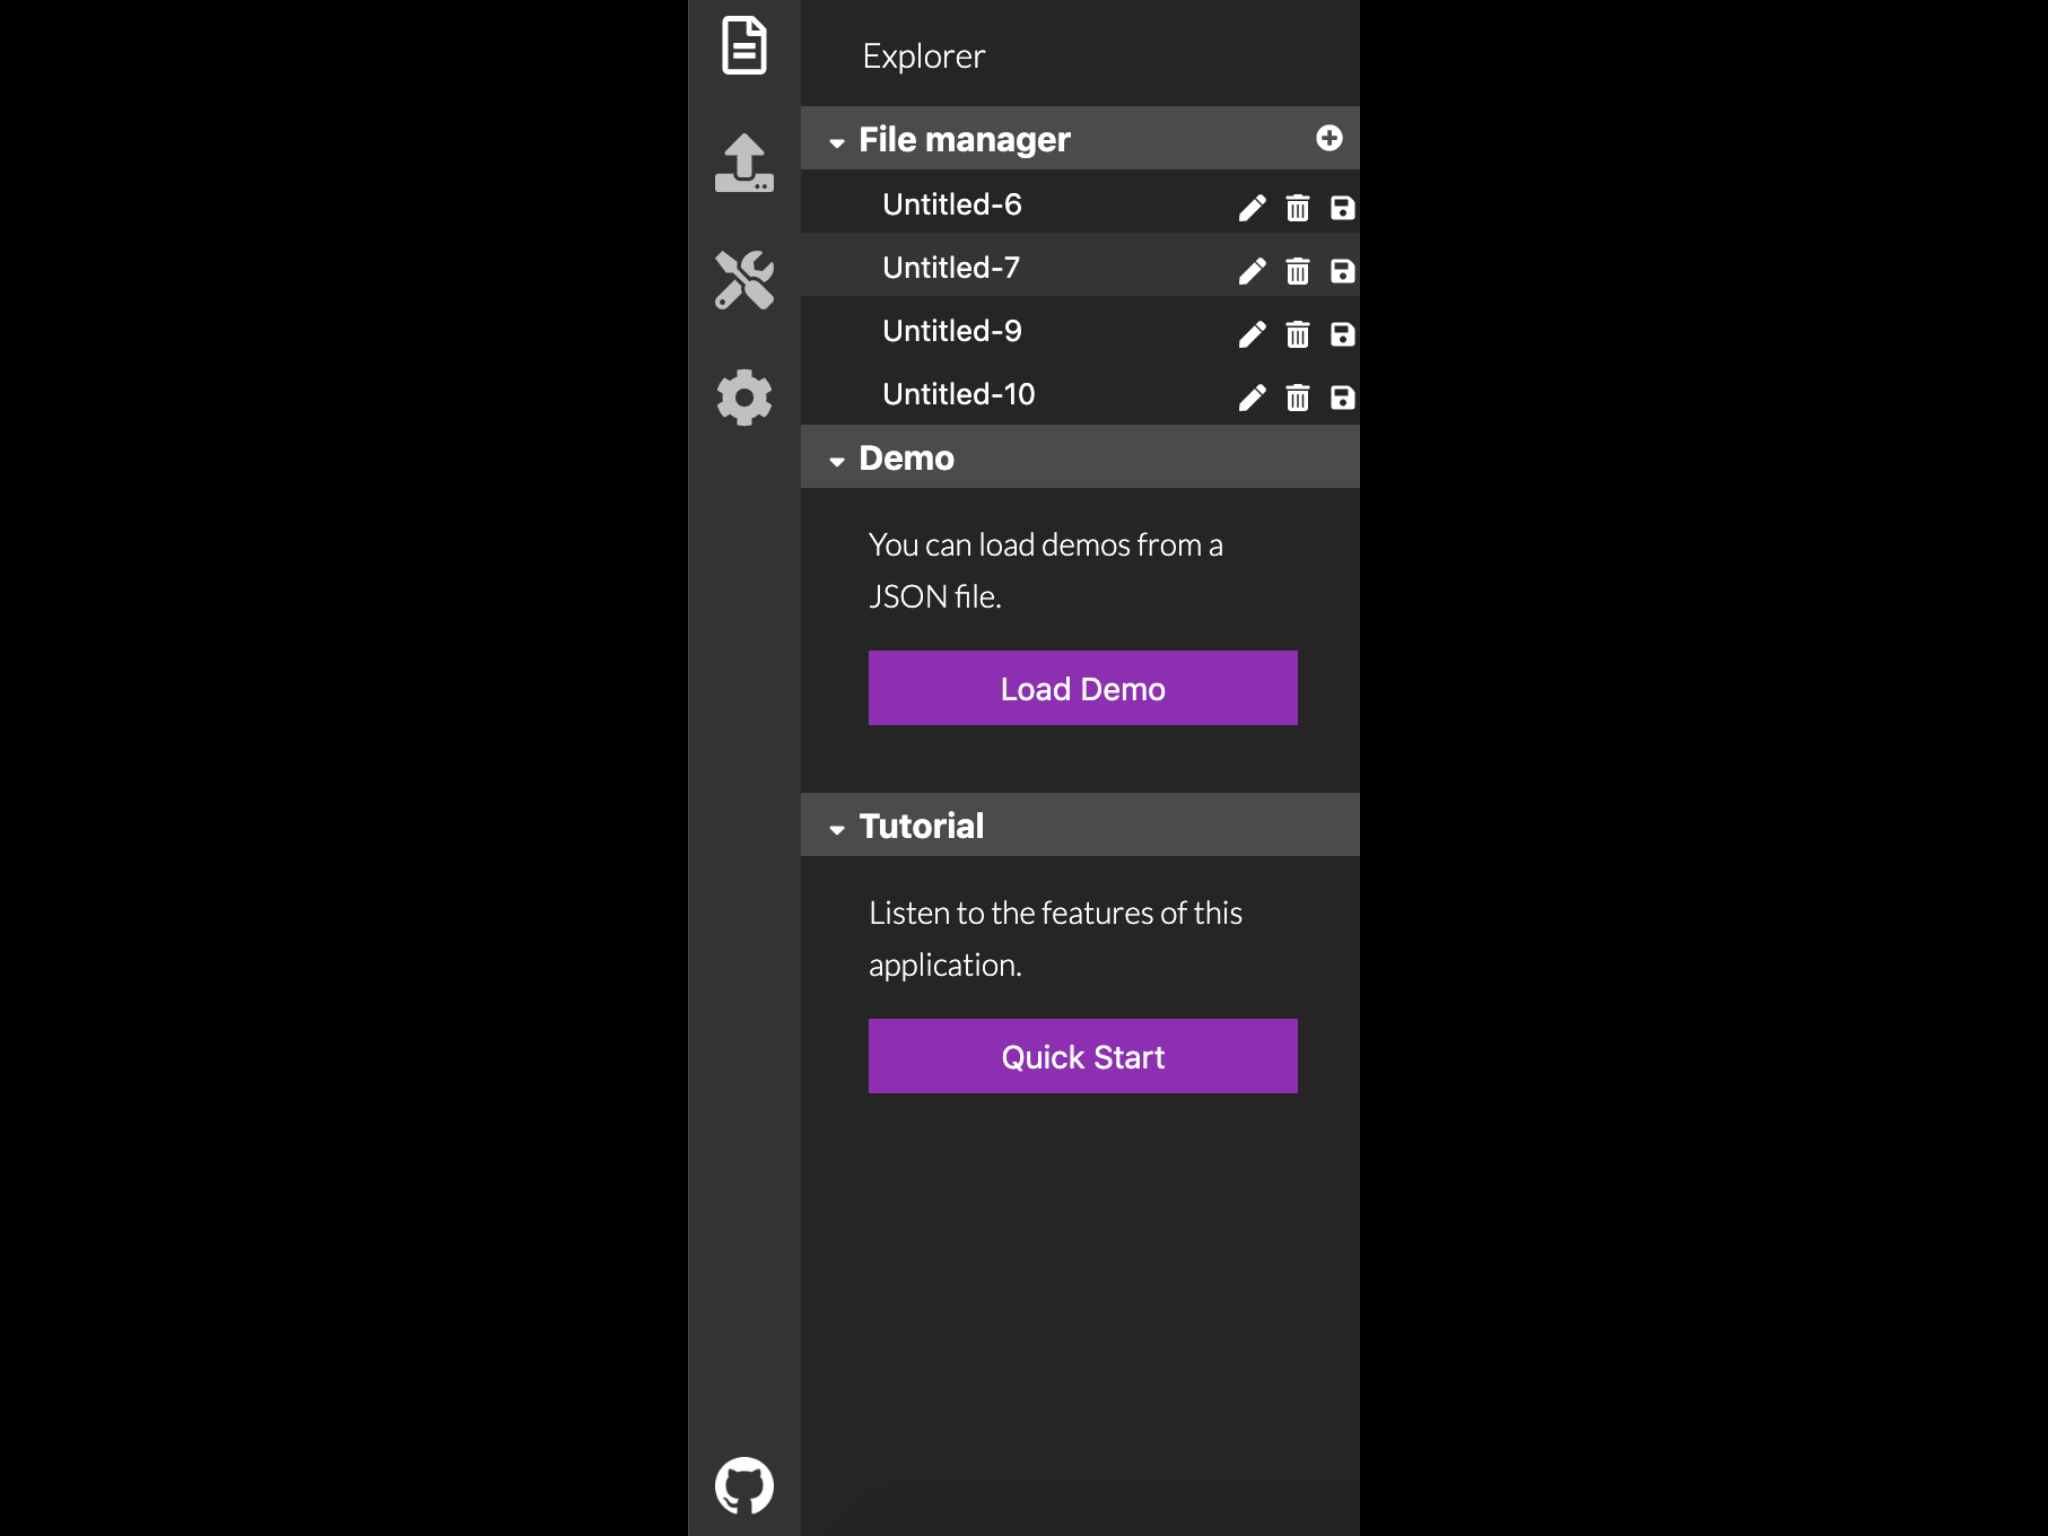 Explorer
File manager
Untitled-6
Untitled-7
Untitled-9
Untitled-10
Demo
You can load demos from a
JSON file.
Load Demo
Tutorial
Listen to the features of this
application.
Quick Start